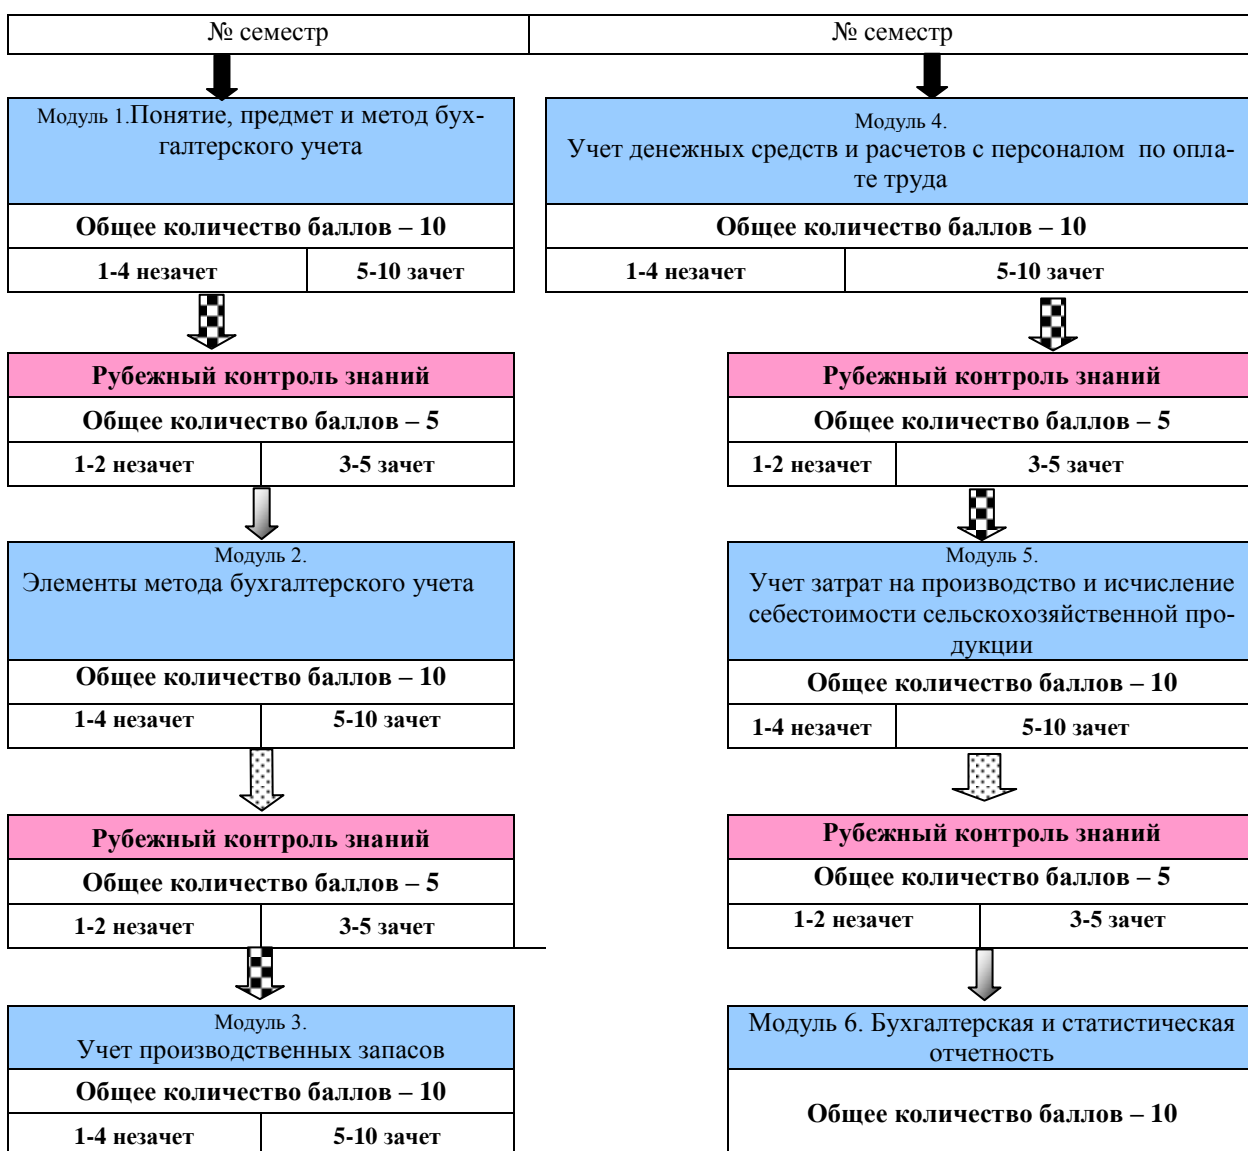 № семестр
№ семестр
Модуль 1.Понятие, предмет и метод бух-
галтерского учета
Общее количество баллов – 10
1-4 незачет
5-10 зачет
Рубежный контроль знаний
Общее количество баллов – 5
1-2 незачет
3-5 зачет
Модуль 2.
Элементы метода бухгалтерского учета
Общее количество баллов – 10
1-4 незачет
5-10 зачет
Рубежный контроль знаний
Общее количество баллов – 5
1-2 незачет
3-5 зачет
Модуль 3.
Учет производственных запасов
Общее количество баллов – 10
1-4 незачет
5-10 зачет
Модуль 4.
Учет денежных средств и расчетов с персоналом по опла-
те труда
Общее количество баллов – 10
1-4 незачет
5-10 зачет
Рубежный контроль знаний
Общее количество баллов – 5
1-2 незачет
3-5 зачет
Модуль 5.
Учет затрат на производство и исчисление
себестоимости сельскохозяйственной про-
дукции
Общее количество баллов – 10
1-4 незачет
5-10 зачет
Рубежный контроль знаний
Общее количество баллов – 5
1-2 незачет
3-5 зачет
Модуль 6. Бухгалтерская и статистическая
отчетность
Общее количество баллов – 10